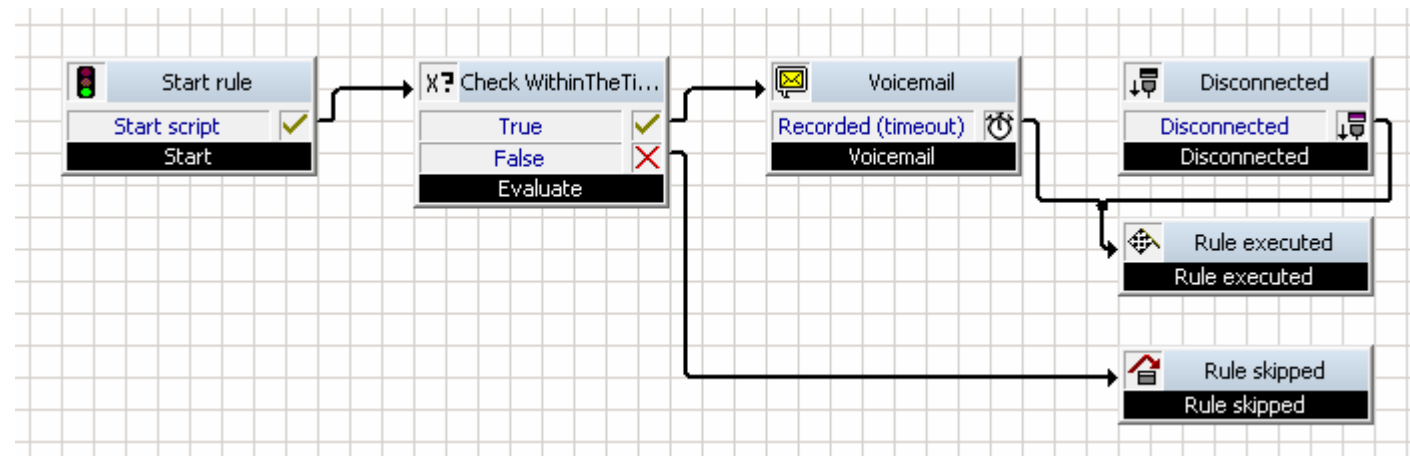 Start rule
Start script
Start
X? Check WithinTheTi...
True
False
Evaluate
Voicemail
Recorded (timeout)
Voicemail
Disconnected
Disconnected
Disconnected
Rule executed
Rule executed
Rule skipped
Rule skipped